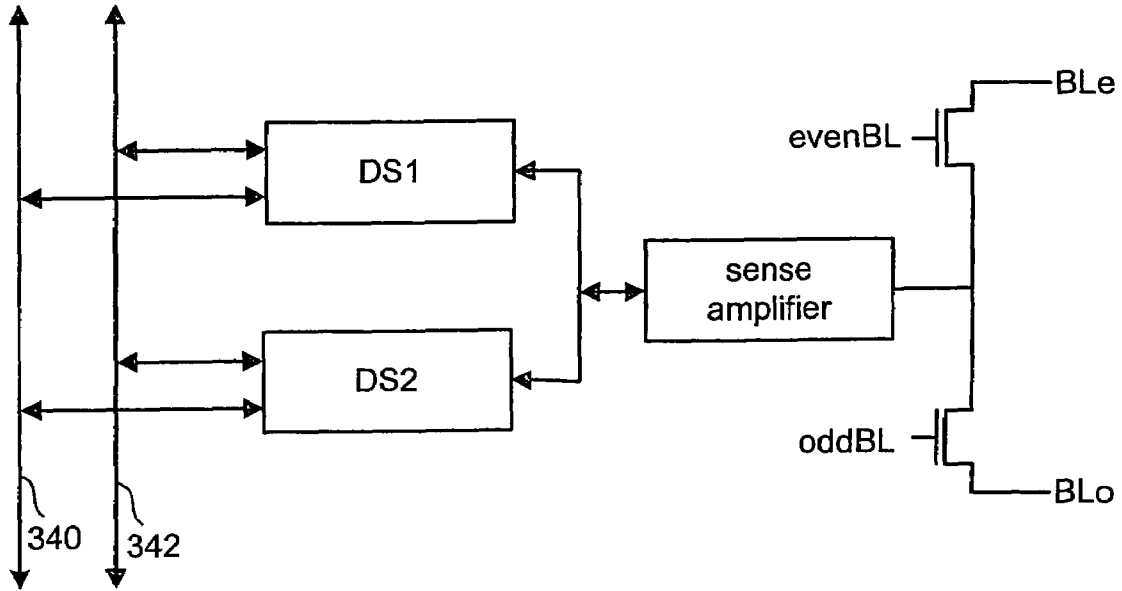 BLe
evenBL
DS1
sense
amplifier
DS2
oddBL
BLo
340
342